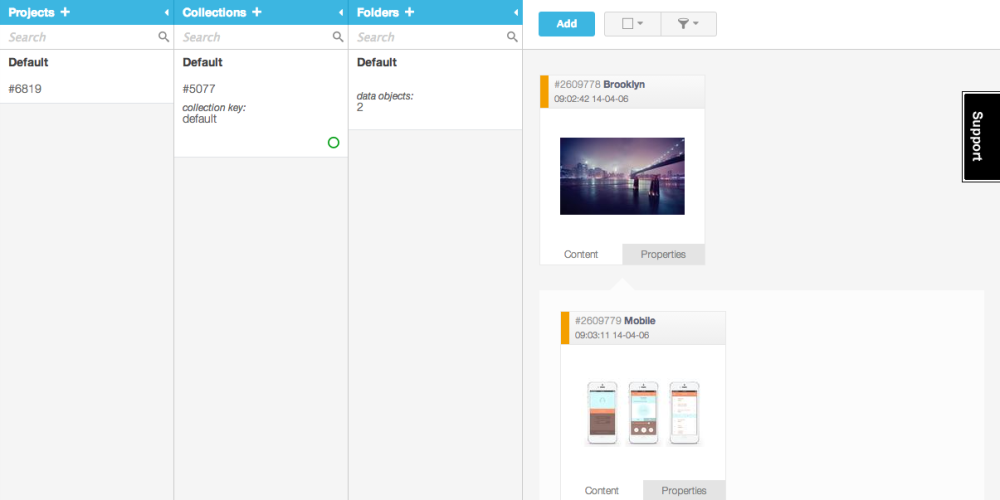 Projects +
Search
Default
#6819
Collections +
Search
Default
#5077
collection key:
default
Folders +
Search
Default
data objects:
2
Add
#2609778 Brooklyn
09:02:42 14-04-06
Content Properties
Support
#2609779 Mobile
09:03:11 14-04-06
Content Properties